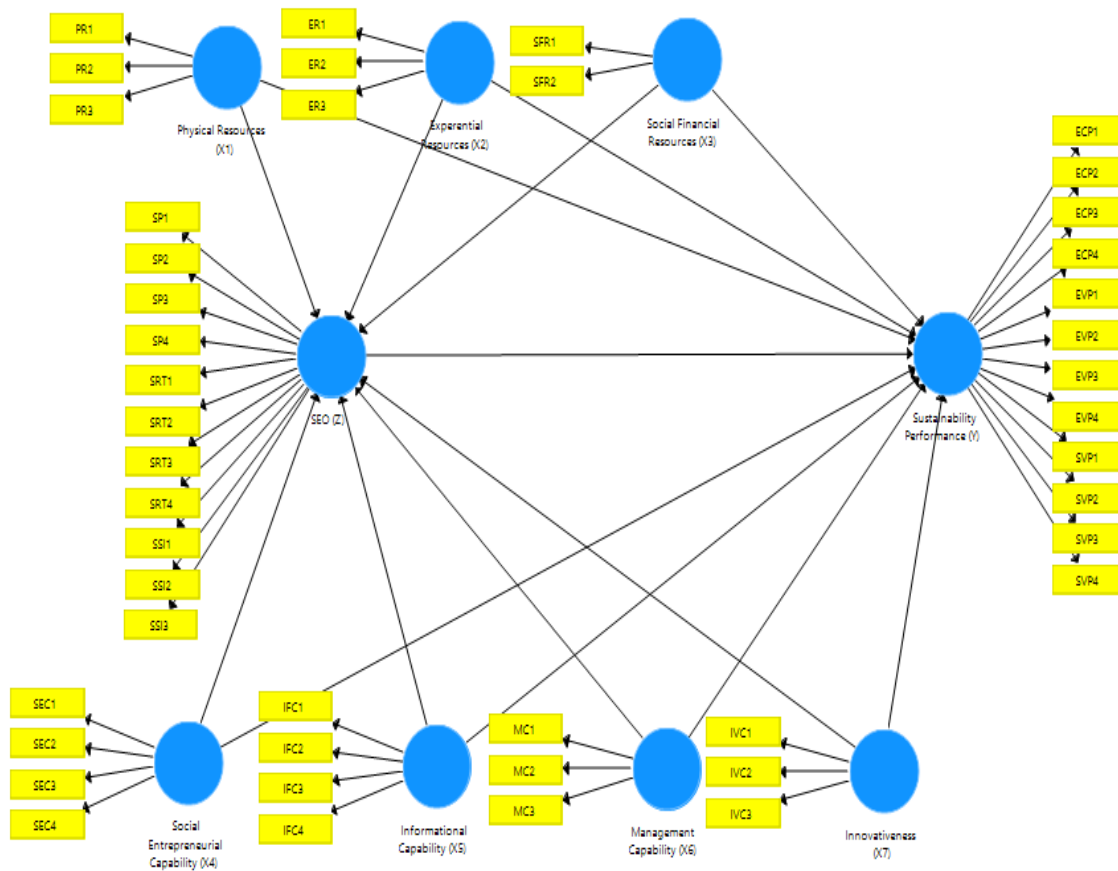 PR1
PR2
PR3
Physical Resources
(X1)
ER1
ER2
ER3
Experential
Resources (X2)
SFR1
SFR2
Social Financial
Resources (X3)
SP1
SP2
SP3
SP4
SRT1
SRT2
SRT3
SRT4
SSI1
SSI2
SSI3
SEO (Z)
ECP1
ECP2
ECP3
ECP4
EVP1
EVP2
EVP3
EVP4
SVP1
SVP2
SVP3
SVP4
Sustainability
Performance (Y)
SEC1
SEC2
SEC3
SEC4
Social
Entrepreneurial
Capability (X4)
IFC1
IFC2
IFC3
IFC4
Informational
Capability (X5)
MC1
MC2
MC3
Management
Capability (X6)
IVC1
IVC2
IVC3
Innovativeness
(X7)